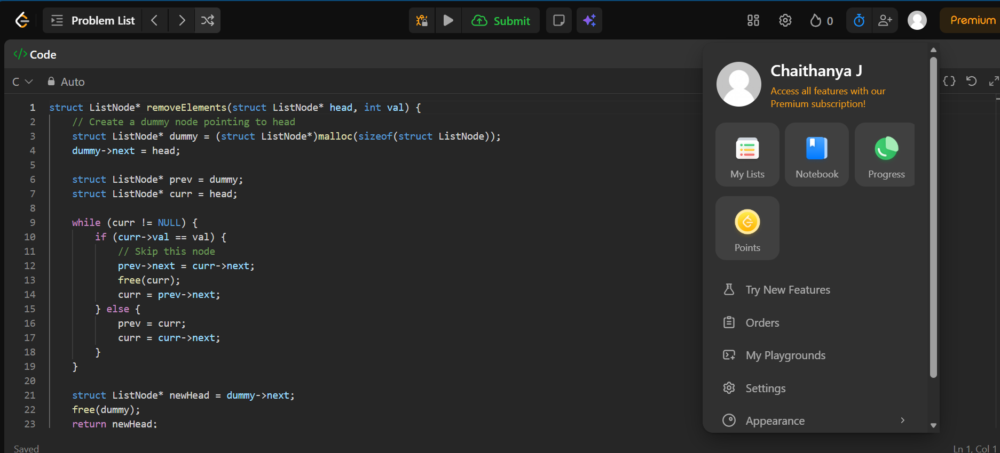 Problem List
Submit
0
Premium
</> Code
C
Auto
1 struct ListNode* removeElements(struct ListNode* head, int val) {
2     // Create a dummy node pointing to head
3     struct ListNode* dummy = (struct ListNode*)malloc(sizeof(struct ListNode));
4     dummy->next = head;
5
6     struct ListNode* prev = dummy;
7     struct ListNode* curr = head;
8
9     while (curr != NULL) {
10         if (curr->val == val) {
11             // Skip this node
12             prev->next = curr->next;
13             free(curr);
14             curr = prev->next;
15         } else {
16             prev = curr;
17             curr = curr->next;
18         }
19     }
20
21     struct ListNode* newHead = dummy->next;
22     free(dummy);
23     return newHead;
Saved
Ln 1, Col 1
Chaithanya J
Access all features with our
Premium subscription!
My Lists
Notebook
Progress
Points
Try New Features
Orders
My Playgrounds
Settings
Appearance